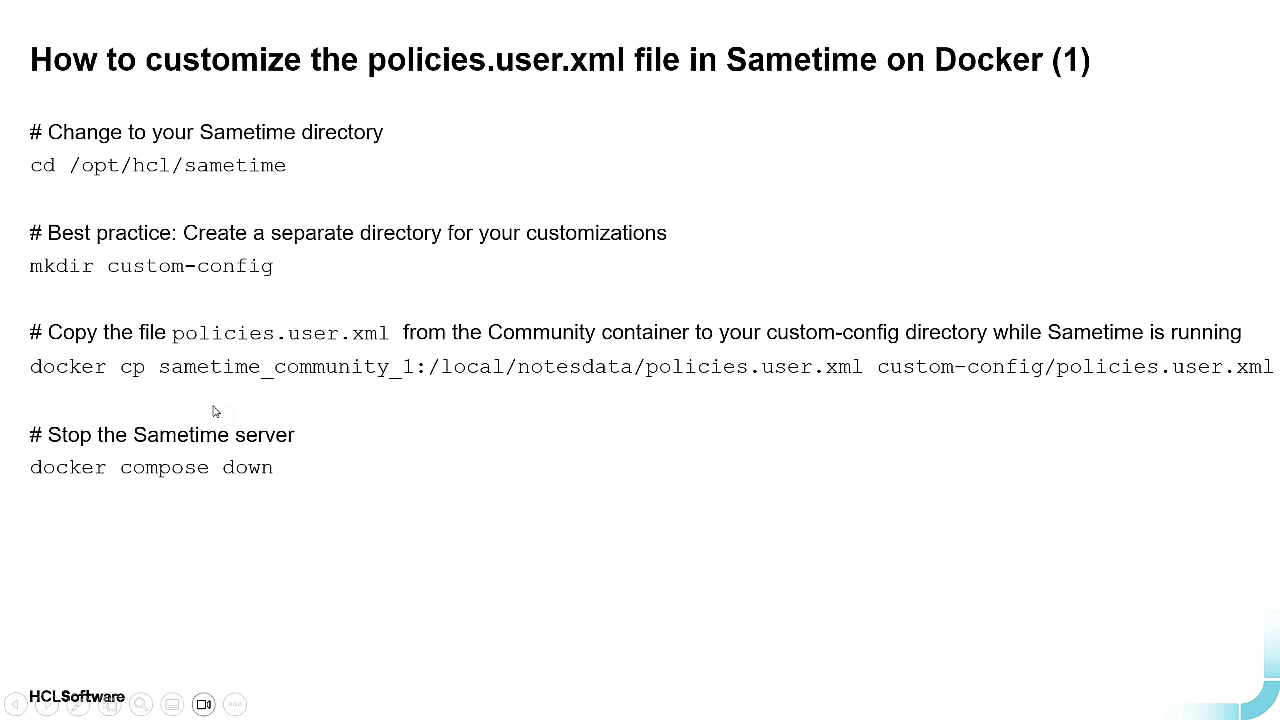 How to customize the policies.user.xml file in Sametime on Docker (1)
# Change to your Sametime directory
cd /opt/hcl/sametime
# Best practice: Create a separate directory for your customizations
mkdir custom-config
# Copy the file policies.user.xml from the Community container to your custom-config directory while Sametime is running
docker cp sametime_community_1:/local/notesdata/policies.user.xml custom-config/policies.user.xml
# Stop the Sametime server
docker compose down
HCLSoftware